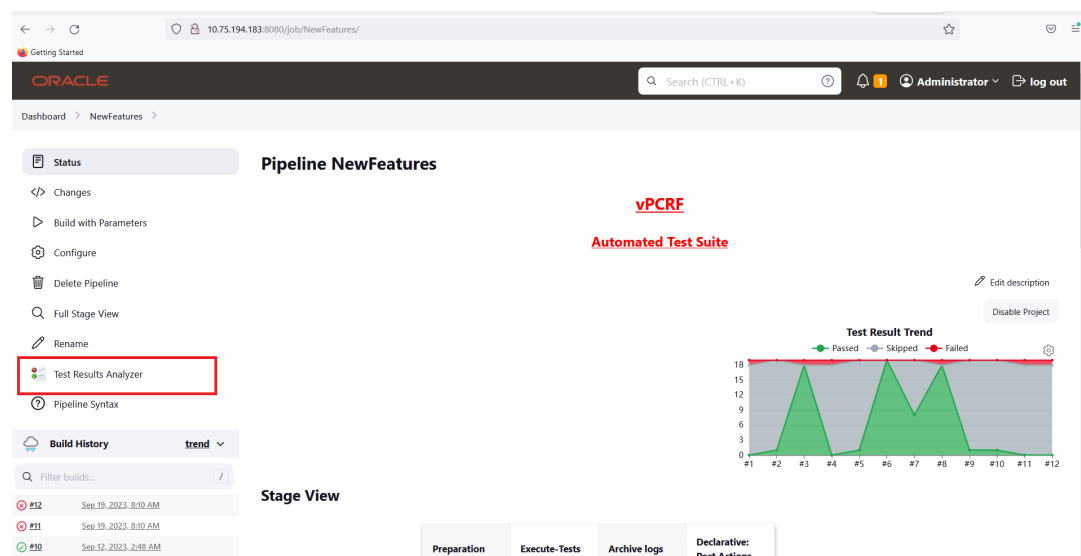 10.75.194.183:8080/job/NewFeatures/
Getting Started
ORACLE
Search (CTRL+K)
1
Administrator
log out
Dashboard > NewFeatures >
Status
Changes
Build with Parameters
Configure
Delete Pipeline
Full Stage View
Rename
Test Results Analyzer
Pipeline Syntax
Build History
trend
Filter builds...
/
#12 Sep 19, 2023, 8:10 AM
#11 Sep 19, 2023, 8:10 AM
#10 Sep 12, 2023, 2:48 AM
Pipeline NewFeatures
vPCRF
Automated Test Suite
Edit description
Disable Project
Test Result Trend
Passed Skipped Failed
18
15
12
9
6
3
0
#1 #2 #3 #4 #5 #6 #7 #8 #9 #10 #11 #12
Stage View
Preparation
Execute-Tests
Archive logs
Declarative:
Post Actions